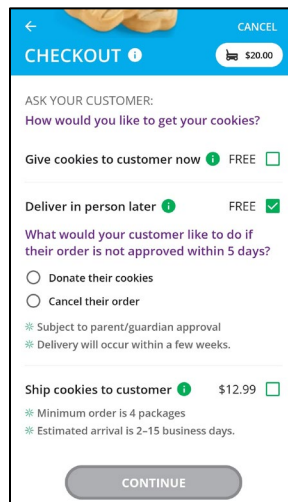 CANCEL
CHECKOUT
$20.00
ASK YOUR CUSTOMER:
How would you like to get your cookies?
Give cookies to customer now FREE
Deliver in person later FREE
What would your customer like to do if
their order is not approved within 5 days?
Donate their cookies
Cancel their order
✳ Subject to parent/guardian approval
✳ Delivery will occur within a few weeks.
Ship cookies to customer $12.99
✳ Minimum order is 4 packages
✳ Estimated arrival is 2–15 business days.
CONTINUE